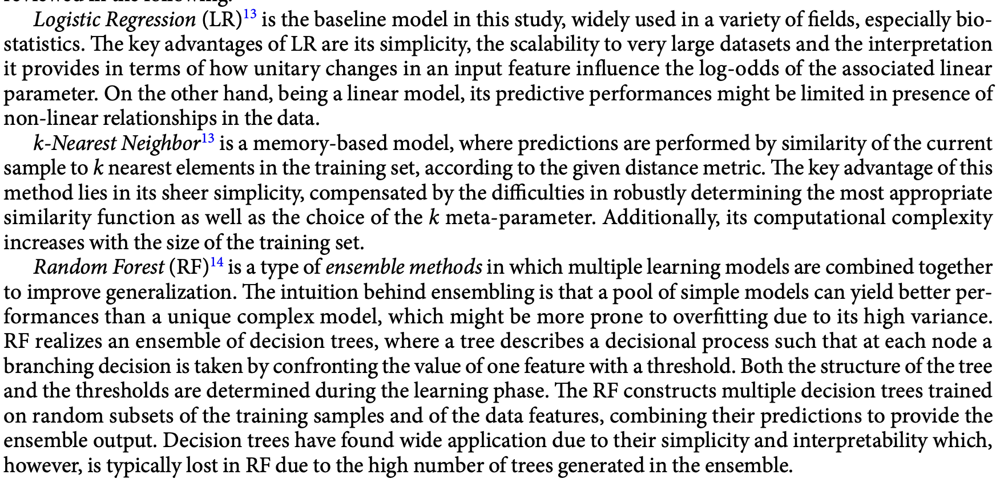 reviewed in the following.
Logistic Regression (LR)13 is the baseline model in this study, widely used in a variety of fields, especially bio-
statistics. The key advantages of LR are its simplicity, the scalability to very large datasets and the interpretation
it provides in terms of how unitary changes in an input feature influence the log-odds of the associated linear
parameter. On the other hand, being a linear model, its predictive performances might be limited in presence of
non-linear relationships in the data.
k-Nearest Neighbor13 is a memory-based model, where predictions are performed by similarity of the current
sample to k nearest elements in the training set, according to the given distance metric. The key advantage of this
method lies in its sheer simplicity, compensated by the difficulties in robustly determining the most appropriate
similarity function as well as the choice of the k meta-parameter. Additionally, its computational complexity
increases with the size of the training set.
Random Forest (RF)14 is a type of ensemble methods in which multiple learning models are combined together
to improve generalization. The intuition behind ensembling is that a pool of simple models can yield better per-
formances than a unique complex model, which might be more prone to overfitting due to its high variance.
RF realizes an ensemble of decision trees, where a tree describes a decisional process such that at each node a
branching decision is taken by confronting the value of one feature with a threshold. Both the structure of the tree
and the thresholds are determined during the learning phase. The RF constructs multiple decision trees trained
on random subsets of the training samples and of the data features, combining their predictions to provide the
ensemble output. Decision trees have found wide application due to their simplicity and interpretability which,
however, is typically lost in RF due to the high number of trees generated in the ensemble.